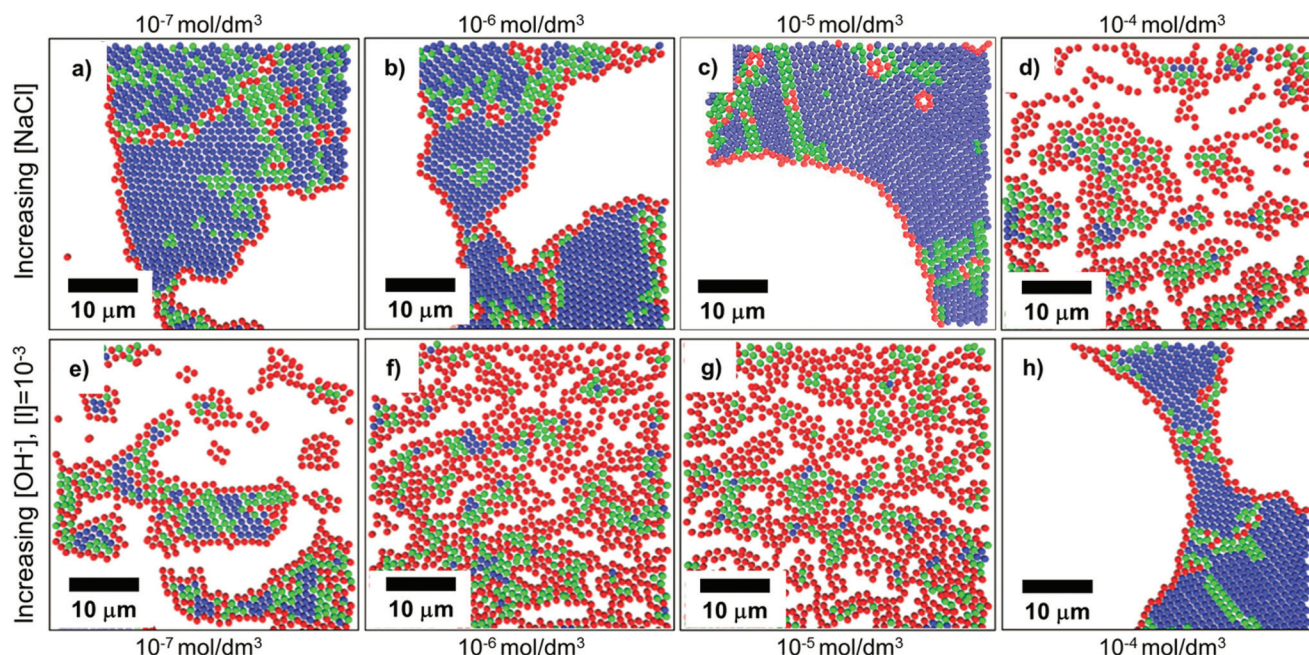 10⁻⁷ mol/dm³ 10⁻⁶ mol/dm³ 10⁻⁵ mol/dm³ 10⁻⁴ mol/dm³
Increasing [NaCl]
a) b) c) d)
10 μm 10 μm 10 μm 10 μm
Increasing [OH⁻], [I]=10⁻³
e) f) g) h)
10 μm 10 μm 10 μm 10 μm
10⁻⁷ mol/dm³ 10⁻⁶ mol/dm³ 10⁻⁵ mol/dm³ 10⁻⁴ mol/dm³